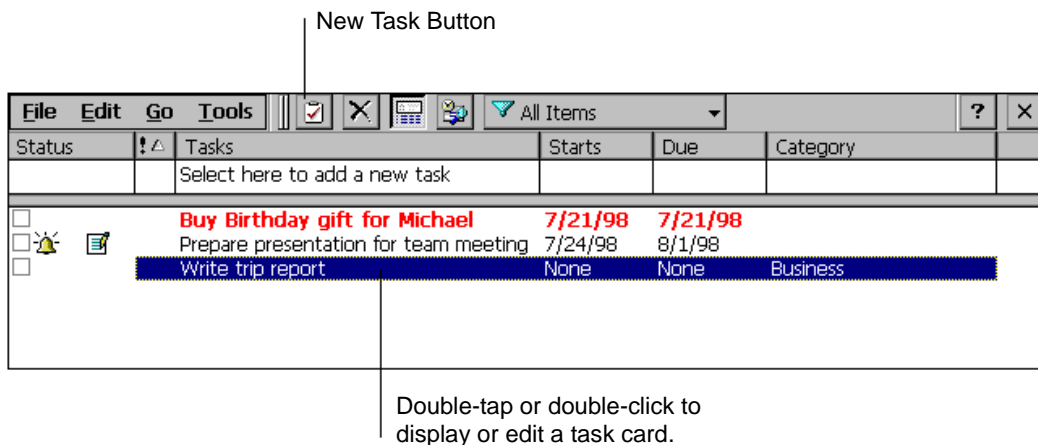 New Task Button
File Edit Go Tools All Items ? ×
Status ! Tasks Starts Due Category
Select here to add a new task
Buy Birthday gift for Michael 7/21/98 7/21/98
Prepare presentation for team meeting 7/24/98 8/1/98
Write trip report None None Business
Double-tap or double-click to
display or edit a task card.